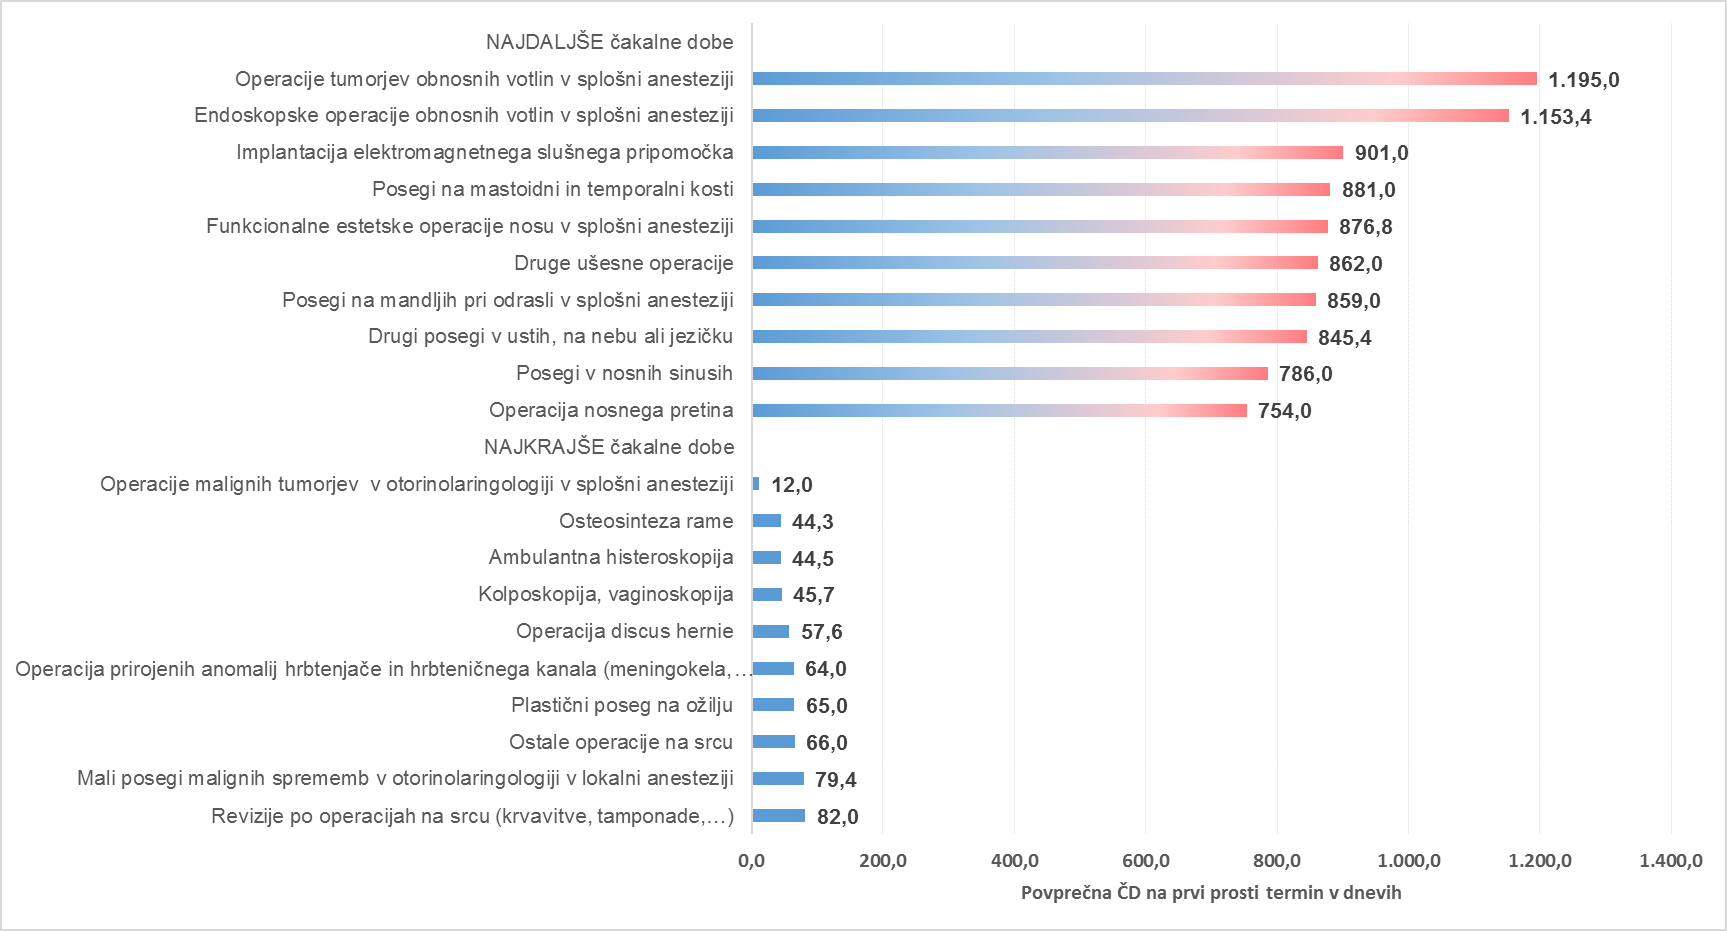 NAJDALJŠE čakalne dobe
Operacije tumorjev obnosnih votlin v splošni anesteziji 1.195,0
Endoskopske operacije obnosnih votlin v splošni anesteziji 1.153,4
Implantacija elektromagnetnega slušnega pripomočka 901,0
Posegi na mastoidni in temporalni kosti 881,0
Funkcionalne estetske operacije nosu v splošni anesteziji 876,8
Druge ušesne operacije 862,0
Posegi na mandljih pri odrasli v splošni anesteziji 859,0
Drugi posegi v ustih, na nebu ali jezičku 845,4
Posegi v nosnih sinusih 786,0
Operacija nosnega pretina 754,0
NAJKRAJŠE čakalne dobe
Operacije malignih tumorjev  v otorinolaringologiji v splošni anesteziji 12,0
Osteosinteza rame 44,3
Ambulantna histeroskopija 44,5
Kolposkopija, vaginoskopija 45,7
Operacija discus hernie 57,6
Operacija prirojenih anomalij hrbtenjače in hrbteničnega kanala (meningokela,… 64,0
Plastični poseg na ožilju 65,0
Ostale operacije na srcu 66,0
Mali posegi malignih sprememb v otorinolaringologiji v lokalni anesteziji 79,4
Revizije po operacijah na srcu (krvavitve, tamponade,…) 82,0
0,0 200,0 400,0 600,0 800,0 1.000,0 1.200,0 1.400,0
Povprečna ČD na prvi prosti termin v dnevih